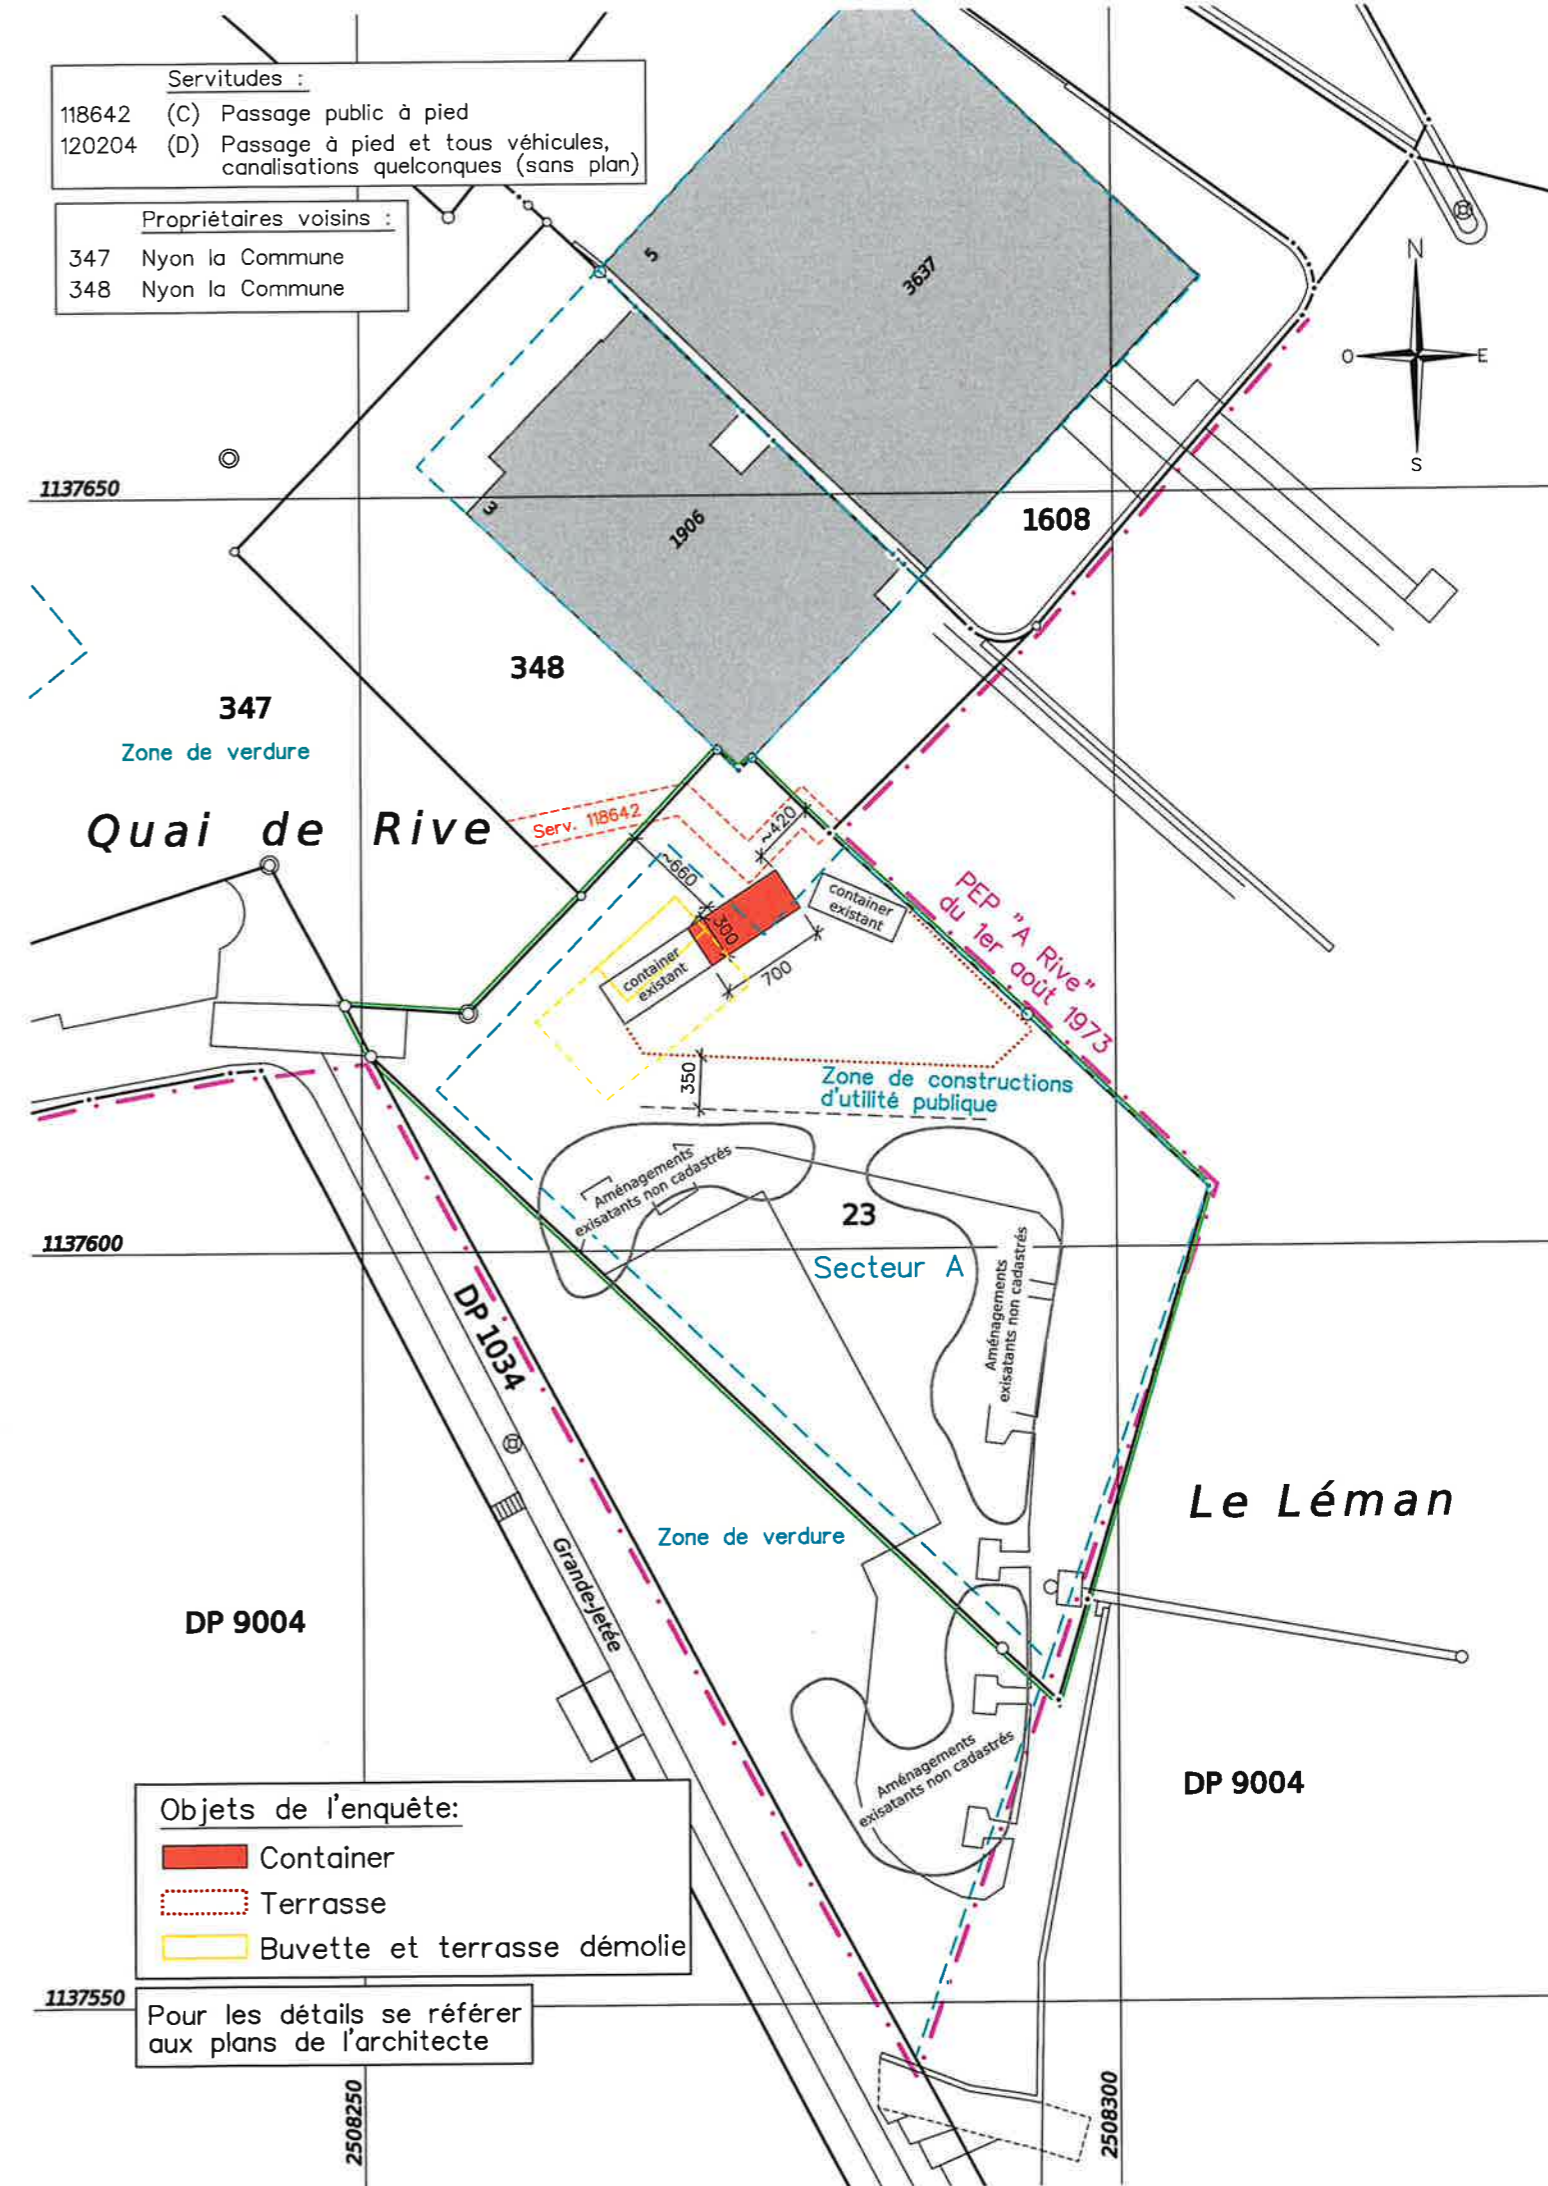 Servitudes :
118642 (C) Passage public à pied
120204 (D) Passage à pied et tous véhicules,
canalisations quelconques (sans plan)
Propriétaires voisins :
347 Nyon la Commune
348 Nyon la Commune
5
3637
N
O E
S
1137650
3
1906
1608
348
347
Zone de verdure
Quai de Rive
Serv. 118642
~420
~660
300
700
container
existant
container
existant
PEP "A Rive"
du 1er août 1973
350
Zone de constructions
d'utilité publique
Aménagements
exisatants non cadastrés
23
1137600
Secteur A
Aménagements
exisatants non cadastrés
DP 1034
Le Léman
Zone de verdure
Grande-Jetée
DP 9004
Aménagements
exisatants non cadastrés
DP 9004
Objets de l'enquête:
Container
Terrasse
Buvette et terrasse démolie
1137550
Pour les détails se référer
aux plans de l'architecte
2508250
2508300